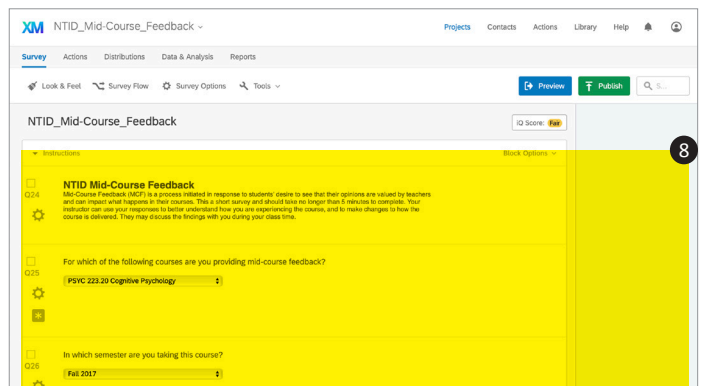 XM NTID_Mid-Course_Feedback
Projects Contacts Actions Library Help
Survey Actions Distributions Data & Analysis Reports
Look & Feel Survey Flow Survey Options Tools Preview Publish S...
NTID_Mid-Course_Feedback
iQ Score: Fair
8
Instructions Block Options
Q24
NTID Mid-Course Feedback
Mid-Course Feedback (MCF) is a process initiated in response to students' desire to see that their opinions are valued by teachers
and can impact what happens in their courses. This a short survey and should take no longer than 5 minutes to complete. Your
instructor can use your responses to better understand how you are experiencing the course, and to make changes to how the
course is delivered. They may discuss the findings with you during your class time.
Q25
For which of the following courses are you providing mid-course feedback?
PSYC 223.20 Cognitive Psychology
Q26
In which semester are you taking this course?
Fall 2017